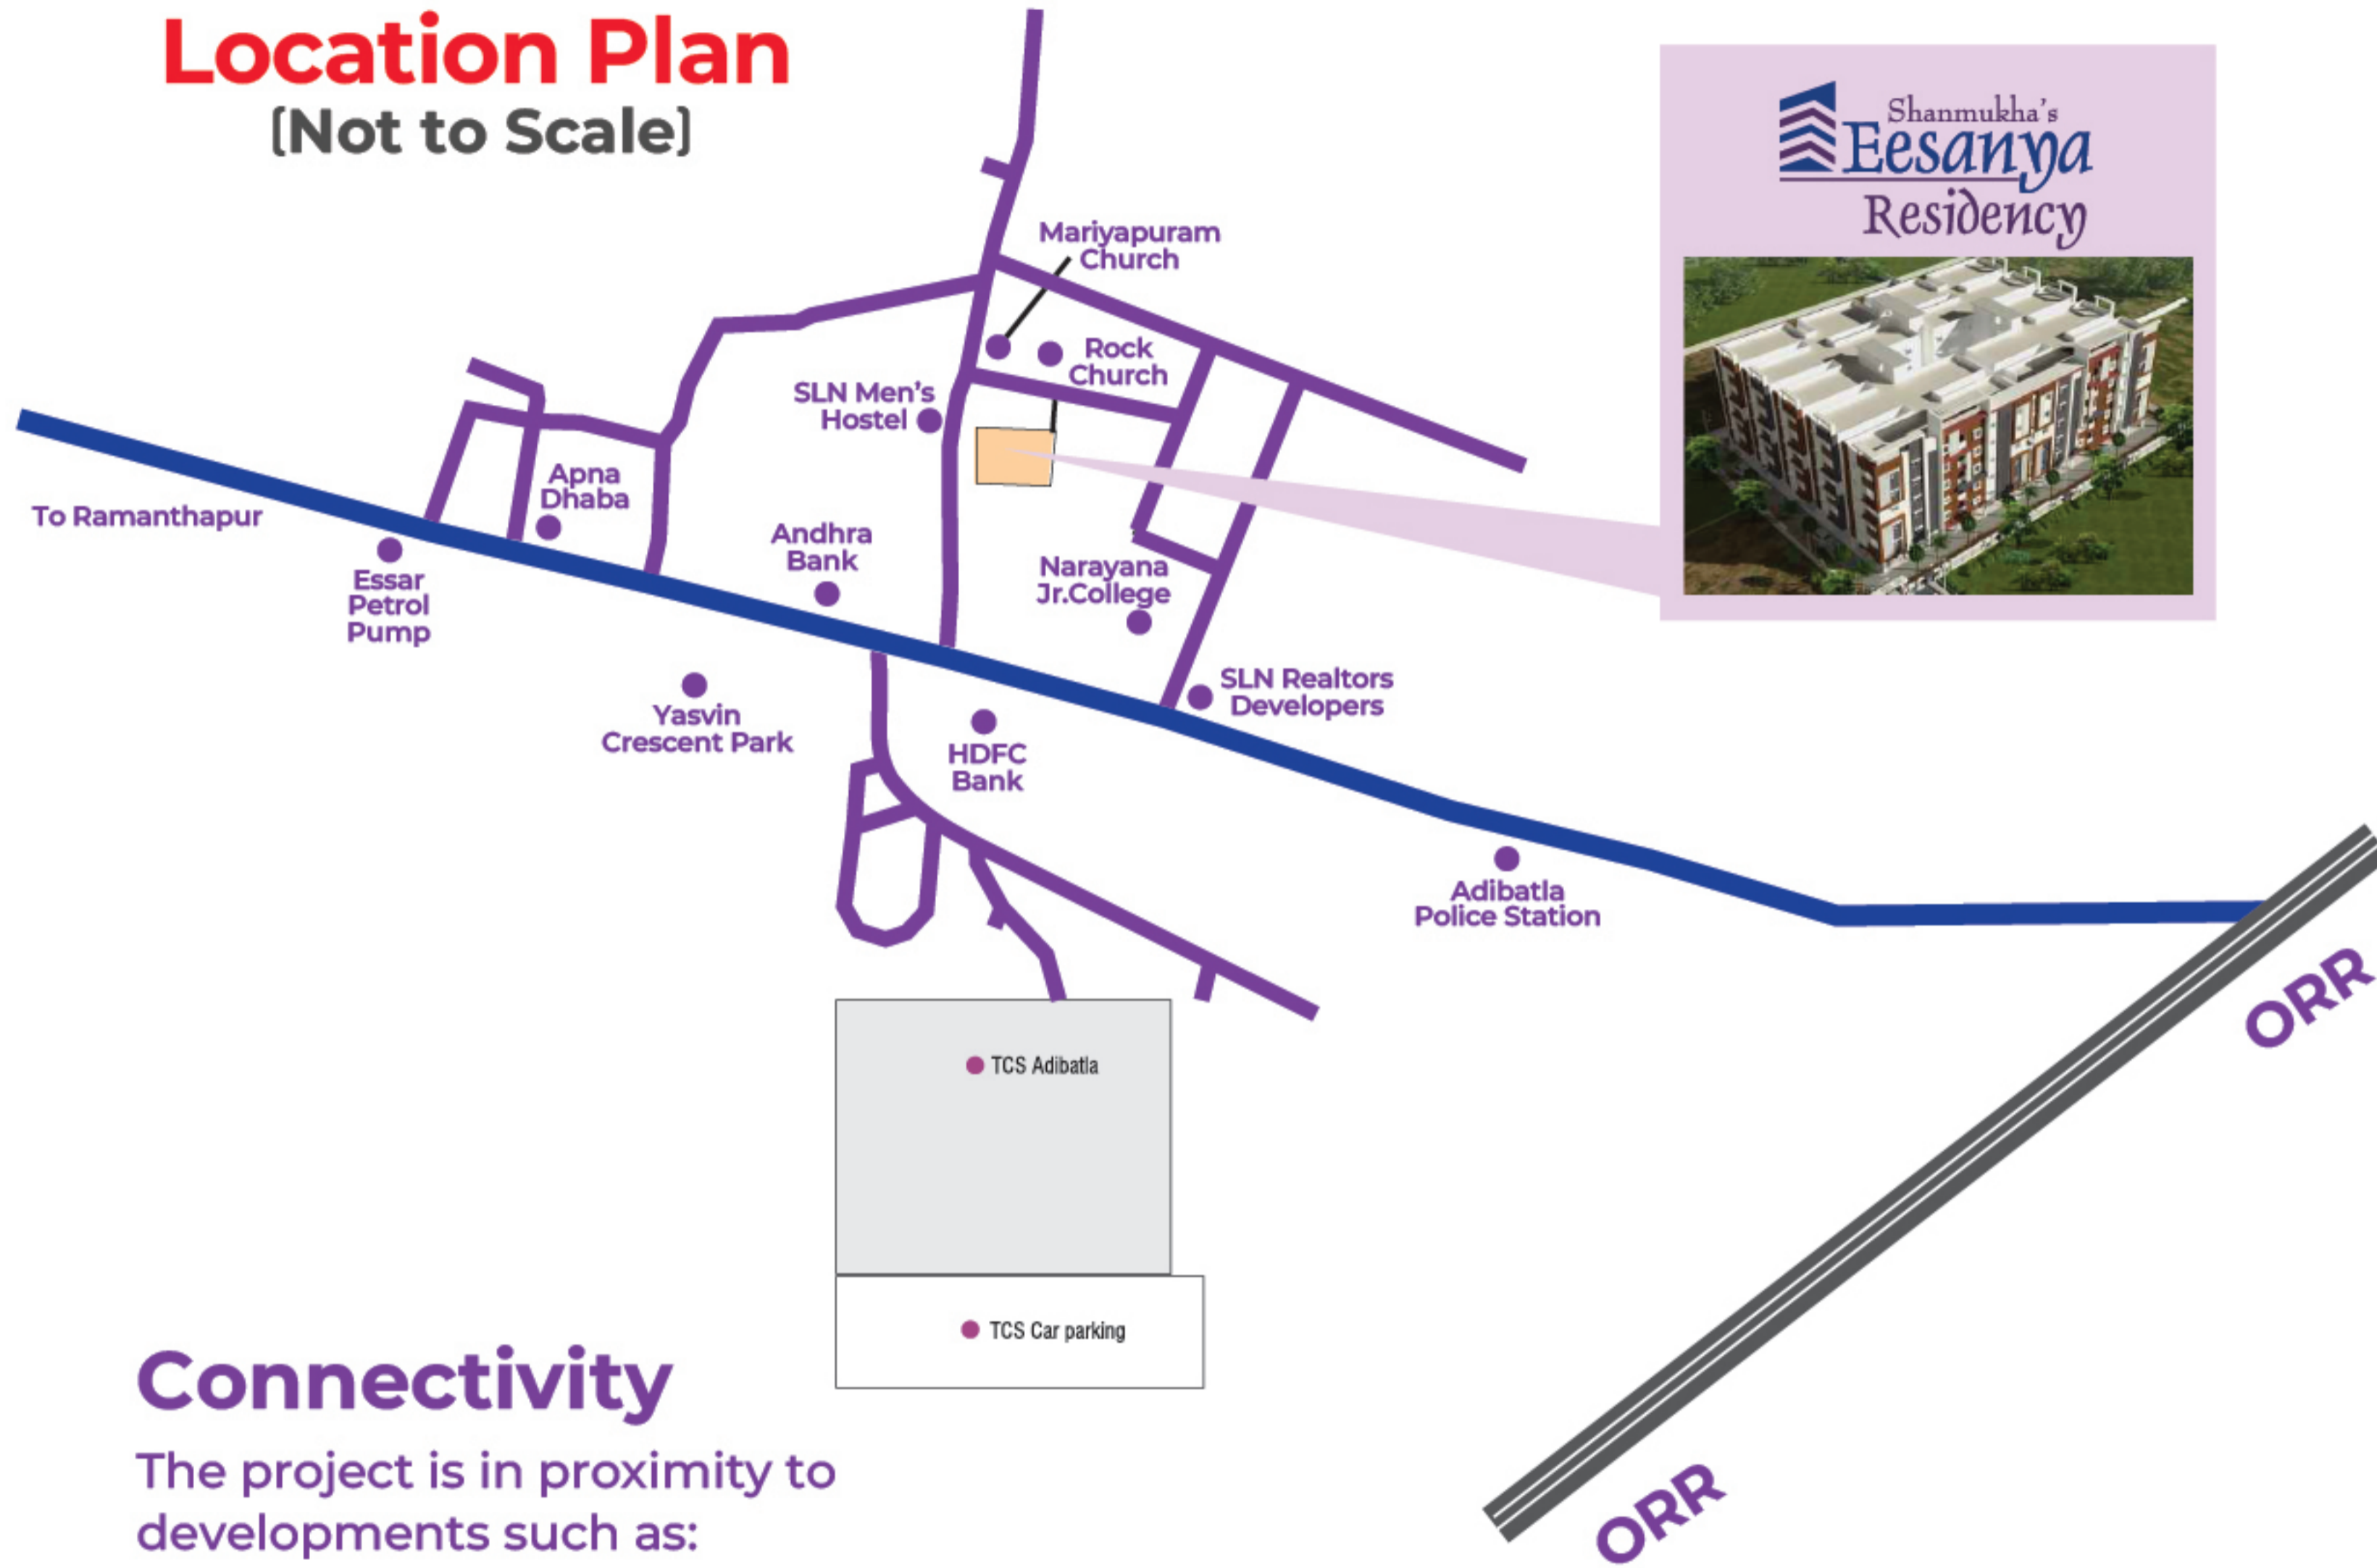 Location Plan
(Not to Scale)
Shanmukha's
Eesanya
Residency
Mariyapuram
Church
Rock
Church
SLN Men's
Hostel
Apna
Dhaba
To Ramanthapur
Andhra
Bank
Essar
Petrol
Pump
Narayana
Jr.College
SLN Realtors
Developers
Yasvin
Crescent Park
HDFC
Bank
Adibatla
Police Station
ORR
TCS Adibatla
TCS Car parking
ORR
Connectivity
The project is in proximity to
developments such as: